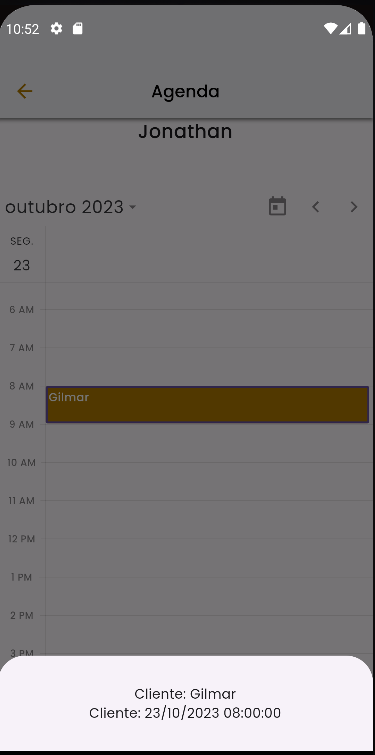 10:52
Agenda
Jonathan
outubro 2023
SEG.
23
6 AM
7 AM
8 AM
Gilmar
9 AM
10 AM
11 AM
12 PM
1 PM
2 PM
3 PM
Cliente: Gilmar
Cliente: 23/10/2023 08:00:00